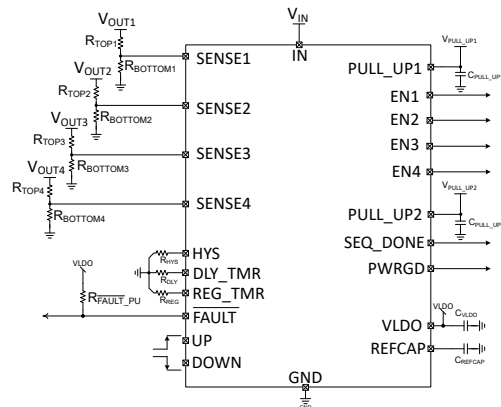 VOUT1
RTOP1
RBOTTOM1
VOUT2
RTOP2
RBOTTOM2
VOUT3
RTOP3
RBOTTOM3
VOUT4
RTOP4
RBOTTOM4
VLDO
RFAULT_PU
RHYS
RDLY
RREG
VIN
IN
SENSE1
SENSE2
SENSE3
SENSE4
HYS
DLY_TMR
REG_TMR
FAULT
UP
DOWN
GND
GND
PULL_UP1
EN1
EN2
EN3
EN4
PULL_UP2
SEQ_DONE
PWRGD
VLDO
REFCAP
VPULL_UP1
CPULL_UP
VPULL_UP2
CPULL_UP
VLDO
CVLDO
CREFCAP